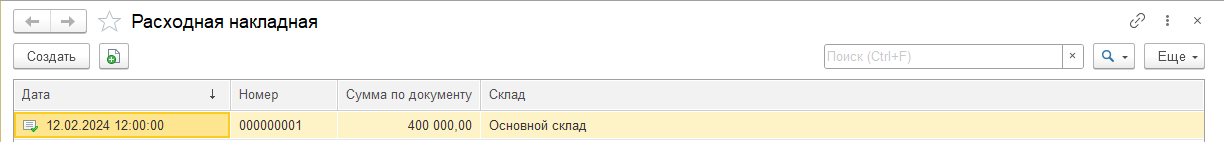 Расходная накладная
Создать Поиск (Ctrl+F) × Еще
Дата ↓ Номер Сумма по документу Склад
12.02.2024 12:00:00 000000001 400 000,00 Основной склад